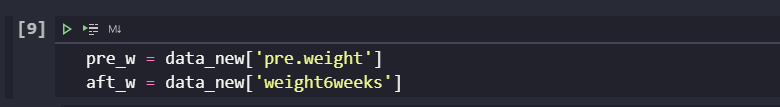 [9] M↓
pre_w = data_new['pre.weight']
aft_w = data_new['weight6weeks']